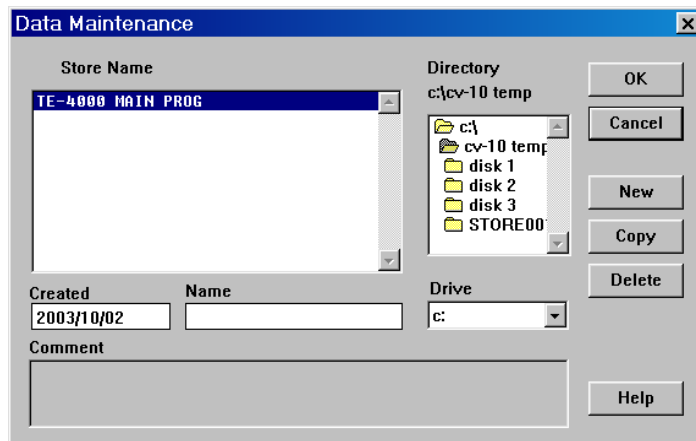 Data Maintenance
Store Name
TE-4000 MAIN PROG
Directory
c:\cv-10 temp
c:\
cv-10 temp
disk 1
disk 2
disk 3
STORE00
OK
Cancel
New
Copy
Delete
Created
2003/10/02
Name
Drive
c:
Comment
Help